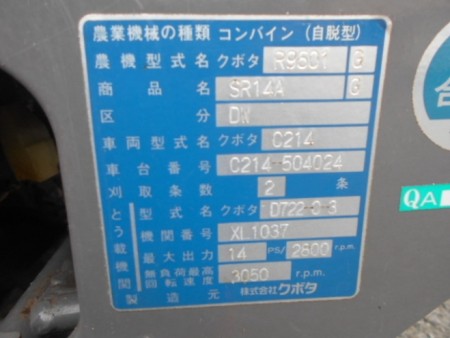 農業機械の種類 コンバイン (自脱型)
農機型式名 クボタ R9501 G
商品名 SR14A G
区分 DW
車両型式名 クボタ C214
車台番号 C214-504024
刈取条数 2 条
とう載機関 型式名 クボタ D722-C-3
機関番号 XL1037
最大出力 14 PS/ 2600 r.p.m.
無負荷最高回転速度 3050 r.p.m.
製造元 株式会社クボタ
QA